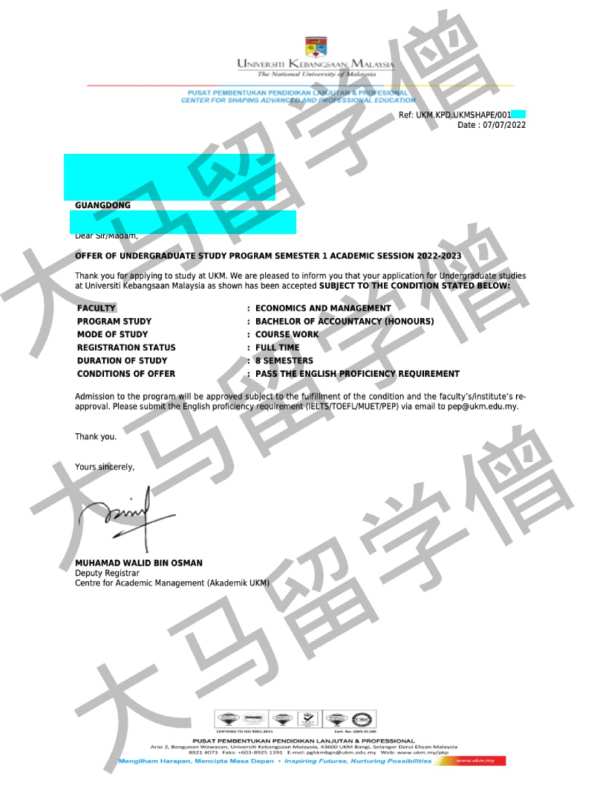 UNIVERSITI KEBANGSAAN MALAYSIA
The National University of Malaysia
PUSAT PEMBENTUKAN PENDIDIKAN LANJUTAN & PROFESIONAL
CENTER FOR SHAPING ADVANCED AND PROFESSIONAL EDUCATION
Ref: UKM.KPD.UKMSHAPE/001
Date : 07/07/2022
GUANGDONG
Dear Sir/Madam,
OFFER OF UNDERGRADUATE STUDY PROGRAM SEMESTER 1 ACADEMIC SESSION 2022-2023
Thank you for applying to study at UKM. We are pleased to inform you that your application for Undergraduate studies
at Universiti Kebangsaan Malaysia as shown has been accepted SUBJECT TO THE CONDITION STATED BELOW:
FACULTY : ECONOMICS AND MANAGEMENT
PROGRAM STUDY : BACHELOR OF ACCOUNTANCY (HONOURS)
MODE OF STUDY : COURSE WORK
REGISTRATION STATUS : FULL TIME
DURATION OF STUDY : 8 SEMESTERS
CONDITIONS OF OFFER : PASS THE ENGLISH PROFICIENCY REQUIREMENT
Admission to the program will be approved subject to the fulfillment of the condition and the faculty's/institute's re-
approval. Please submit the English proficiency requirement (IELTS/TOEFL/MUET/PEP) via email to pep@ukm.edu.my.
Thank you.
Yours sincerely,
MUHAMAD WALID BIN OSMAN
Deputy Registrar
Centre for Academic Management (Akademik UKM)
PUSAT PEMBENTUKAN PENDIDIKAN LANJUTAN & PROFESSIONAL
Aras 2, Bangunan Wawasan, Universiti Kebangsaan Malaysia, 43600 UKM Bangi, Selangor Darul Ehsan Malaysia
Mengilham Harapan, Mencipta Masa Depan • Inspiring Futures, Nurturing Possibilities
www.ukm.my
大马留学僧
大马留学僧
大马留学僧